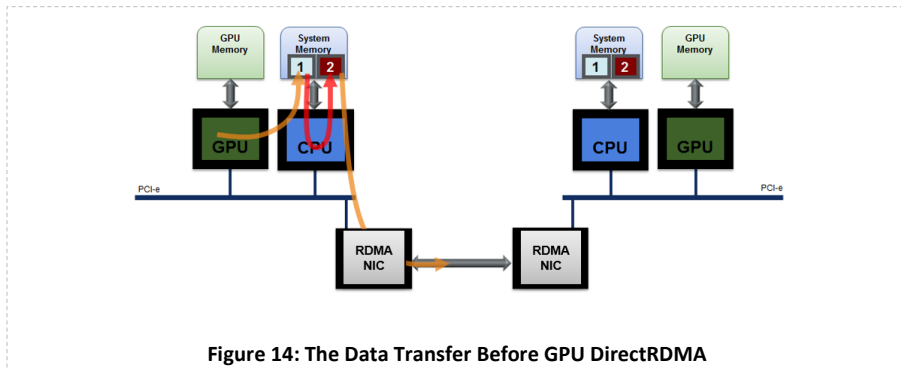 GPU
Memory
System
Memory
1 2
System
Memory
1 2
GPU
Memory
GPU
CPU
CPU
GPU
PCI-e
PCI-e
RDMA
NIC
RDMA
NIC
Figure 14: The Data Transfer Before GPU DirectRDMA